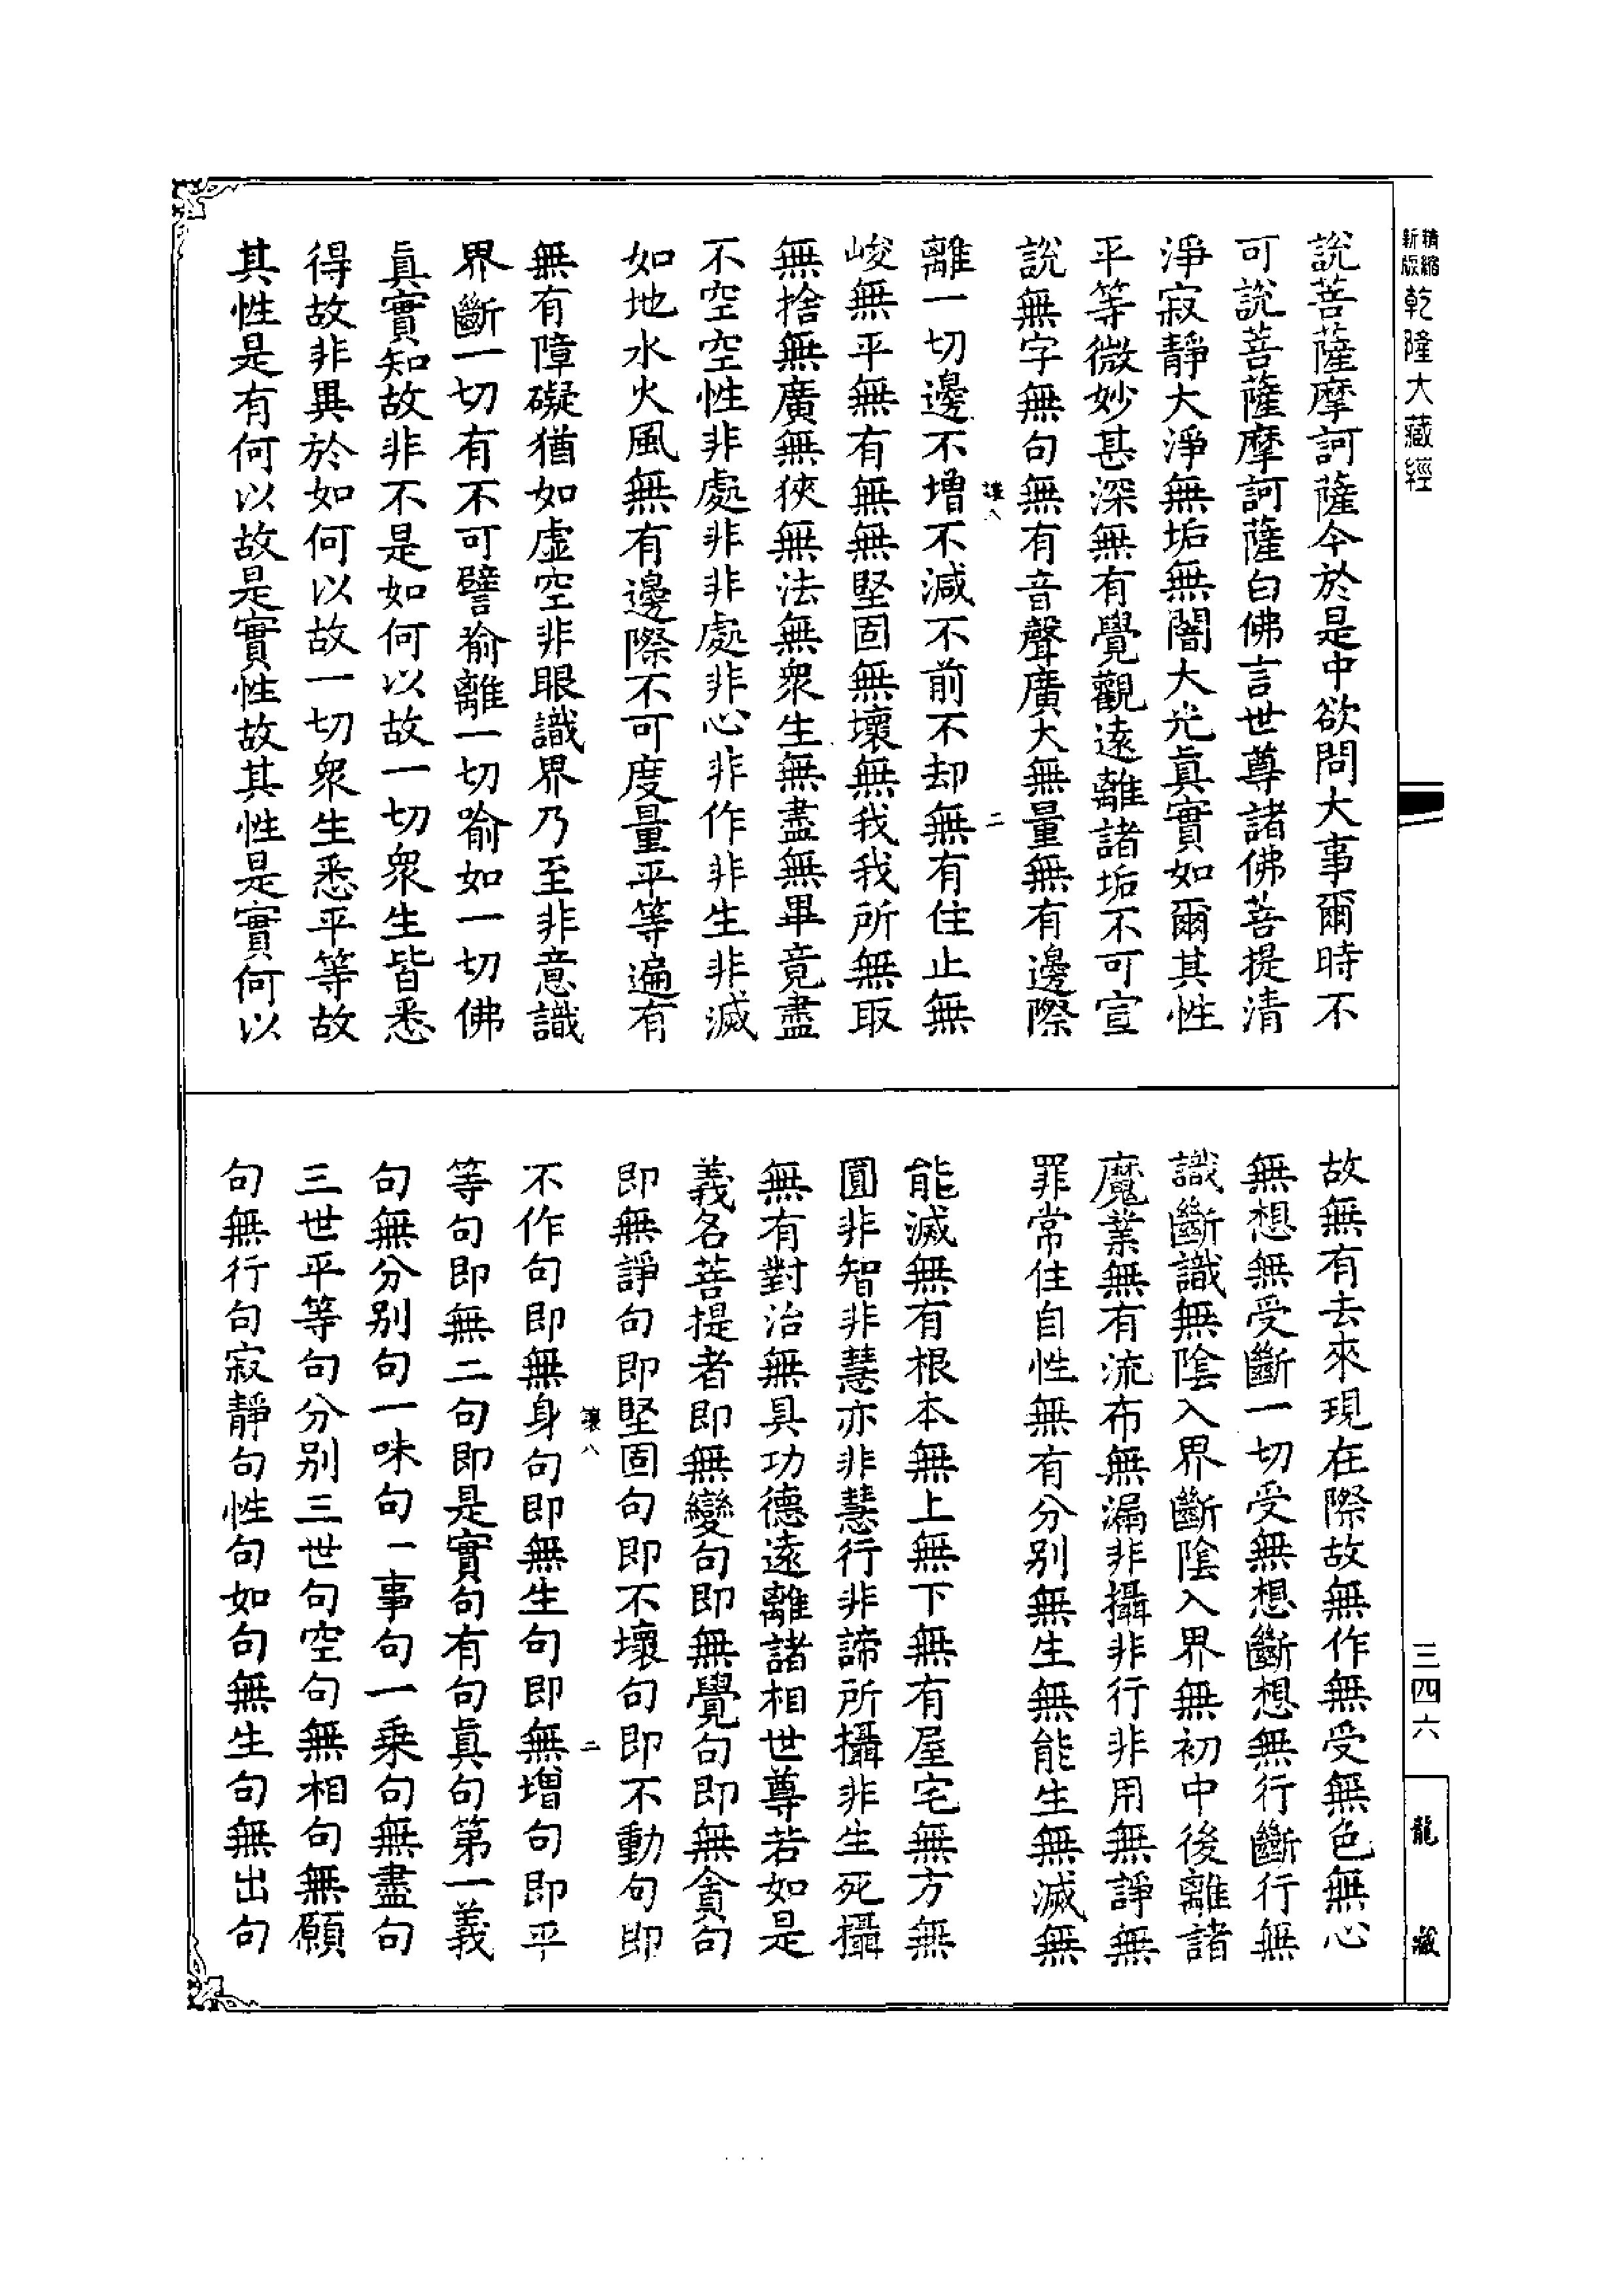 新版精縮乾隆大藏經
說菩薩摩訶薩今於是中欲問大事爾時不
可說菩薩摩訶薩白佛言世尊諸佛菩提清
淨寂靜大淨無垢無闇大光眞實如爾其性
平等微妙甚深無有覺觀遠離諸垢不可宣
說無字無句無有音聲廣大無量無有邊際
離一切邊不增不減不前不却無有住止無
峻無平無有無無堅固無壞無我我所無取
無捨無廣無狹無法無衆生無盡無畢竟盡
不空空性非處非非處非心非作非生非滅
如地水火風無有邊際不可度量平等遍有
無有障礙猶如虛空非眼識界乃至非意識
界斷一切有不可譬喻離一切喻如一切佛
眞實知故非不是如何以故一切衆生皆悉
得故非異於如何以故一切衆生悉平等故
其性是有何以故是實性故其性是實何以
故無有去來現在際故無作無受無色無心
無想無受斷一切受無想斷想無行斷行無
識斷識無陰入界斷陰入界無初中後離諸
魔業無有流布無漏非攝非行非用無諍無
罪常住自性無有分別無生無能生無滅無
能滅無有根本無上無下無有屋宅無方無
圓非智非慧亦非慧行非諦所攝非生死攝
無有對治無具功德遠離諸相世尊若如是
義名菩提者即無變句即無覺句即無貪句
即無諍句即堅固句即不壞句即不動句即
不作句即無身句即無生句即無增句即平
等句即無二句即是實句有句眞句第一義
句無分別句一味句一事句一乘句無盡句
三世平等句分別三世句空句無相句無願
句無行句寂靜句性句如句無生句無出句
八
二
八
二
三四六
龍藏